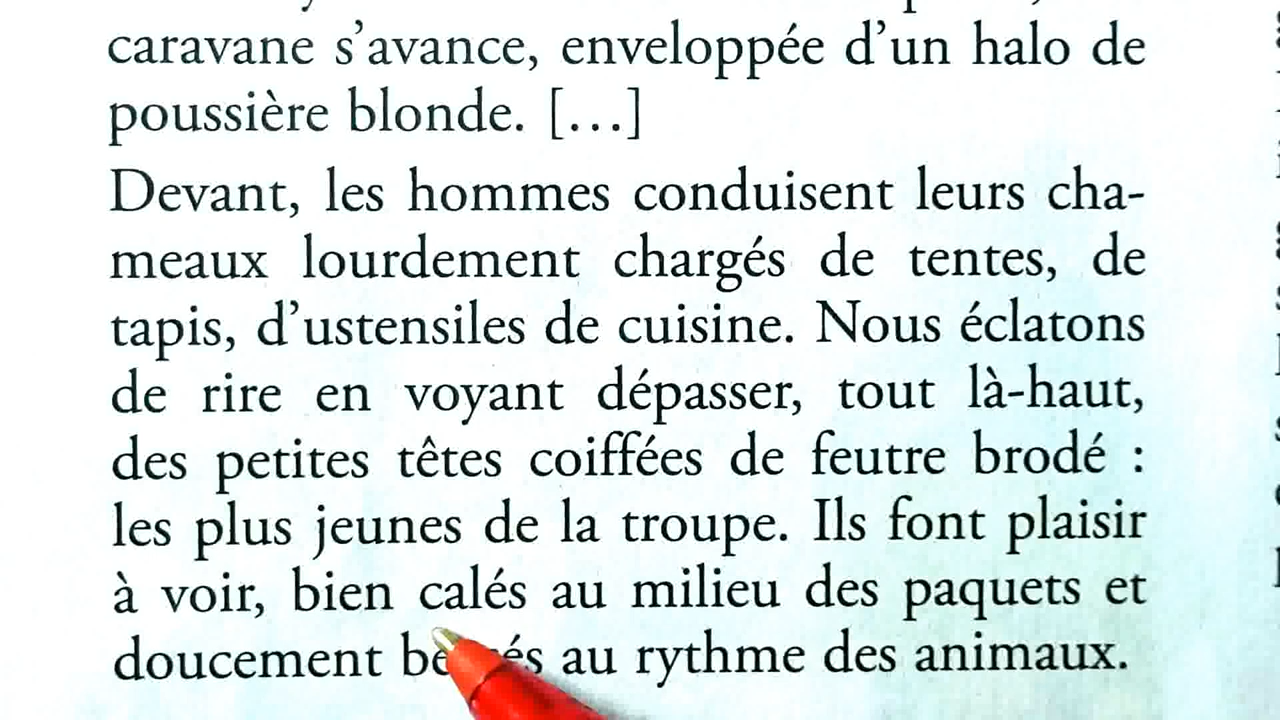 caravane s'avance, enveloppée d'un halo de
poussière blonde. […]
Devant, les hommes conduisent leurs cha-
meaux lourdement chargés de tentes, de
tapis, d'ustensiles de cuisine. Nous éclatons
de rire en voyant dépasser, tout là-haut,
des petites têtes coiffées de feutre brodé :
les plus jeunes de la troupe. Ils font plaisir
à voir, bien calés au milieu des paquets et
doucement au rythme des animaux.